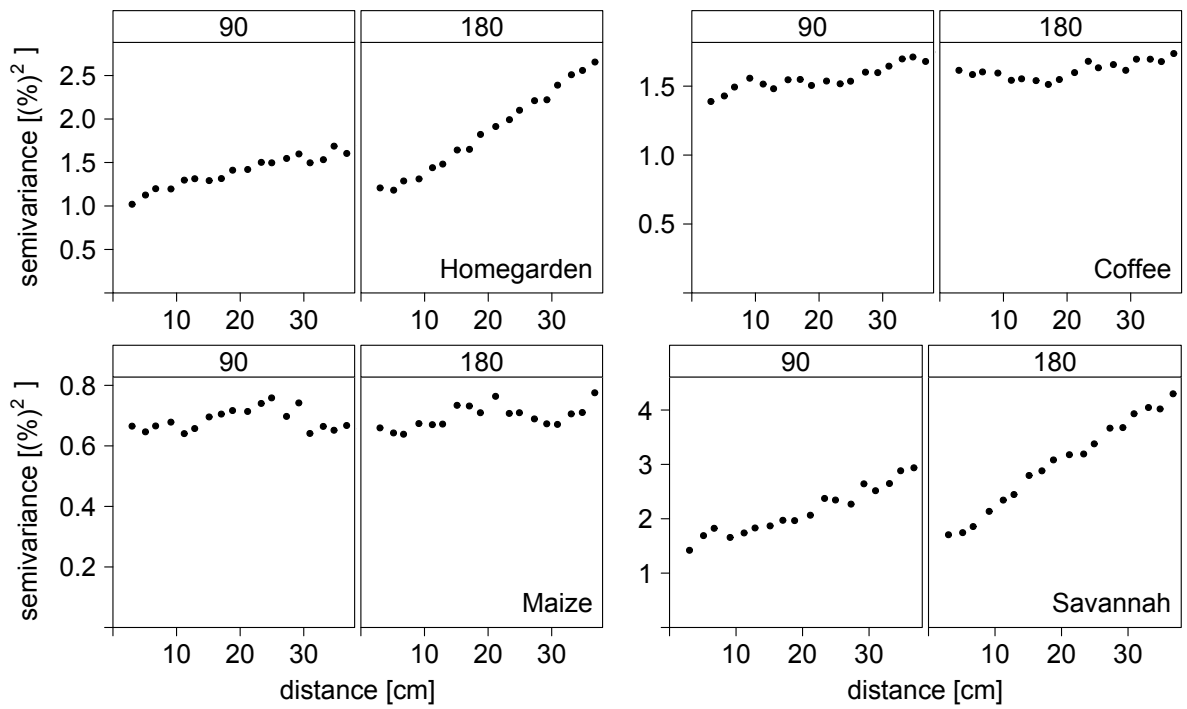 90 180
semivariance [(%)² ]
2.5
2.0
1.5
1.0
0.5
Homegarden
10 20 30 10 20 30
90 180
1.5
1.0
0.5
Coffee
10 20 30 10 20 30
90 180
semivariance [(%)² ]
0.8
0.6
0.4
0.2
Maize
10 20 30 10 20 30
distance [cm]
90 180
4
3
2
1
Savannah
10 20 30 10 20 30
distance [cm]